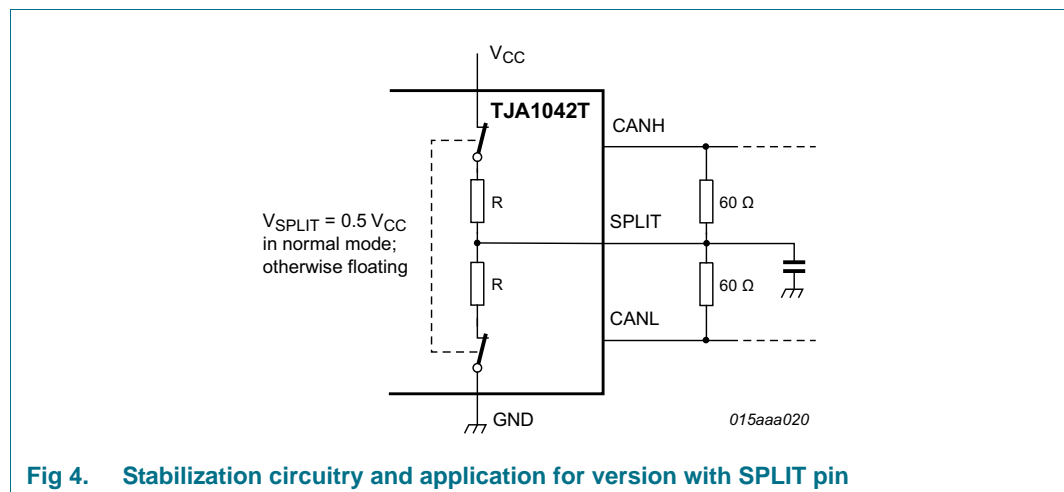 VCC
TJA1042T
CANH
R
60 Ω
VSPLIT = 0.5 VCC
in normal mode;
otherwise floating
SPLIT
R
60 Ω
CANL
GND
015aaa020
Fig 4. Stabilization circuitry and application for version with SPLIT pin